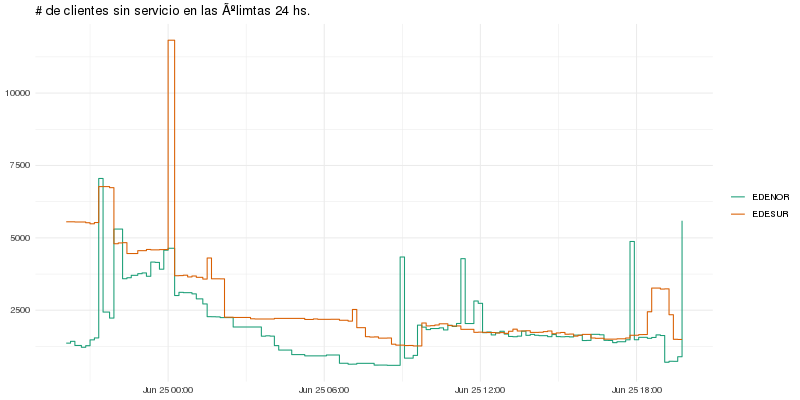 # de clientes sin servicio en las Ãºlimtas 24 hs.
10000
7500
5000
2500
Jun 25 00:00
Jun 25 06:00
Jun 25 12:00
Jun 25 18:00
EDENOR
EDESUR